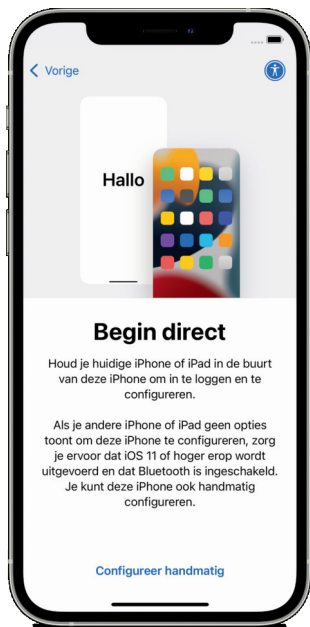 Vorige
Hallo
Begin direct
Houd je huidige iPhone of iPad in de buurt
van deze iPhone om in te loggen en te
configureren.
Als je andere iPhone of iPad geen opties
toont om deze iPhone te configureren, zorg
je ervoor dat iOS 11 of hoger erop wordt
uitgevoerd en dat Bluetooth is ingeschakeld.
Je kunt deze iPhone ook handmatig
configureren.
Configureer handmatig